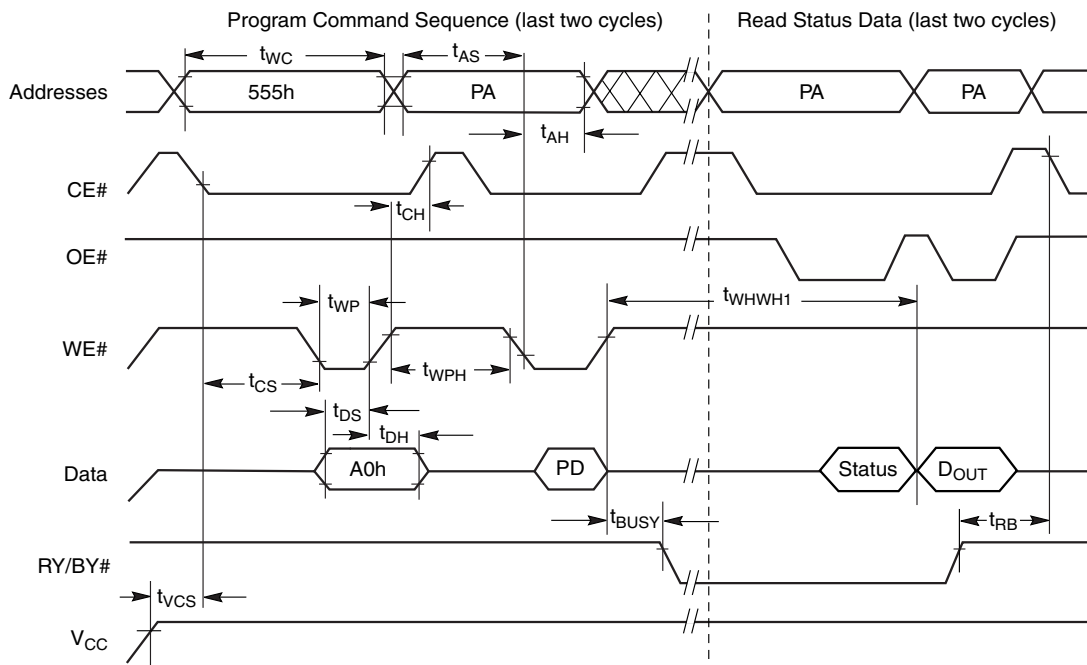 Program Command Sequence (last two cycles)
Read Status Data (last two cycles)
tWC
tAS
Addresses
555h
PA
PA
PA
tAH
CE#
tCH
OE#
tWP
tWHWH1
WE#
tCS
tWPH
tDS
tDH
Data
A0h
PD
Status
DOUT
tBUSY
tRB
RY/BY#
tVCS
VCC